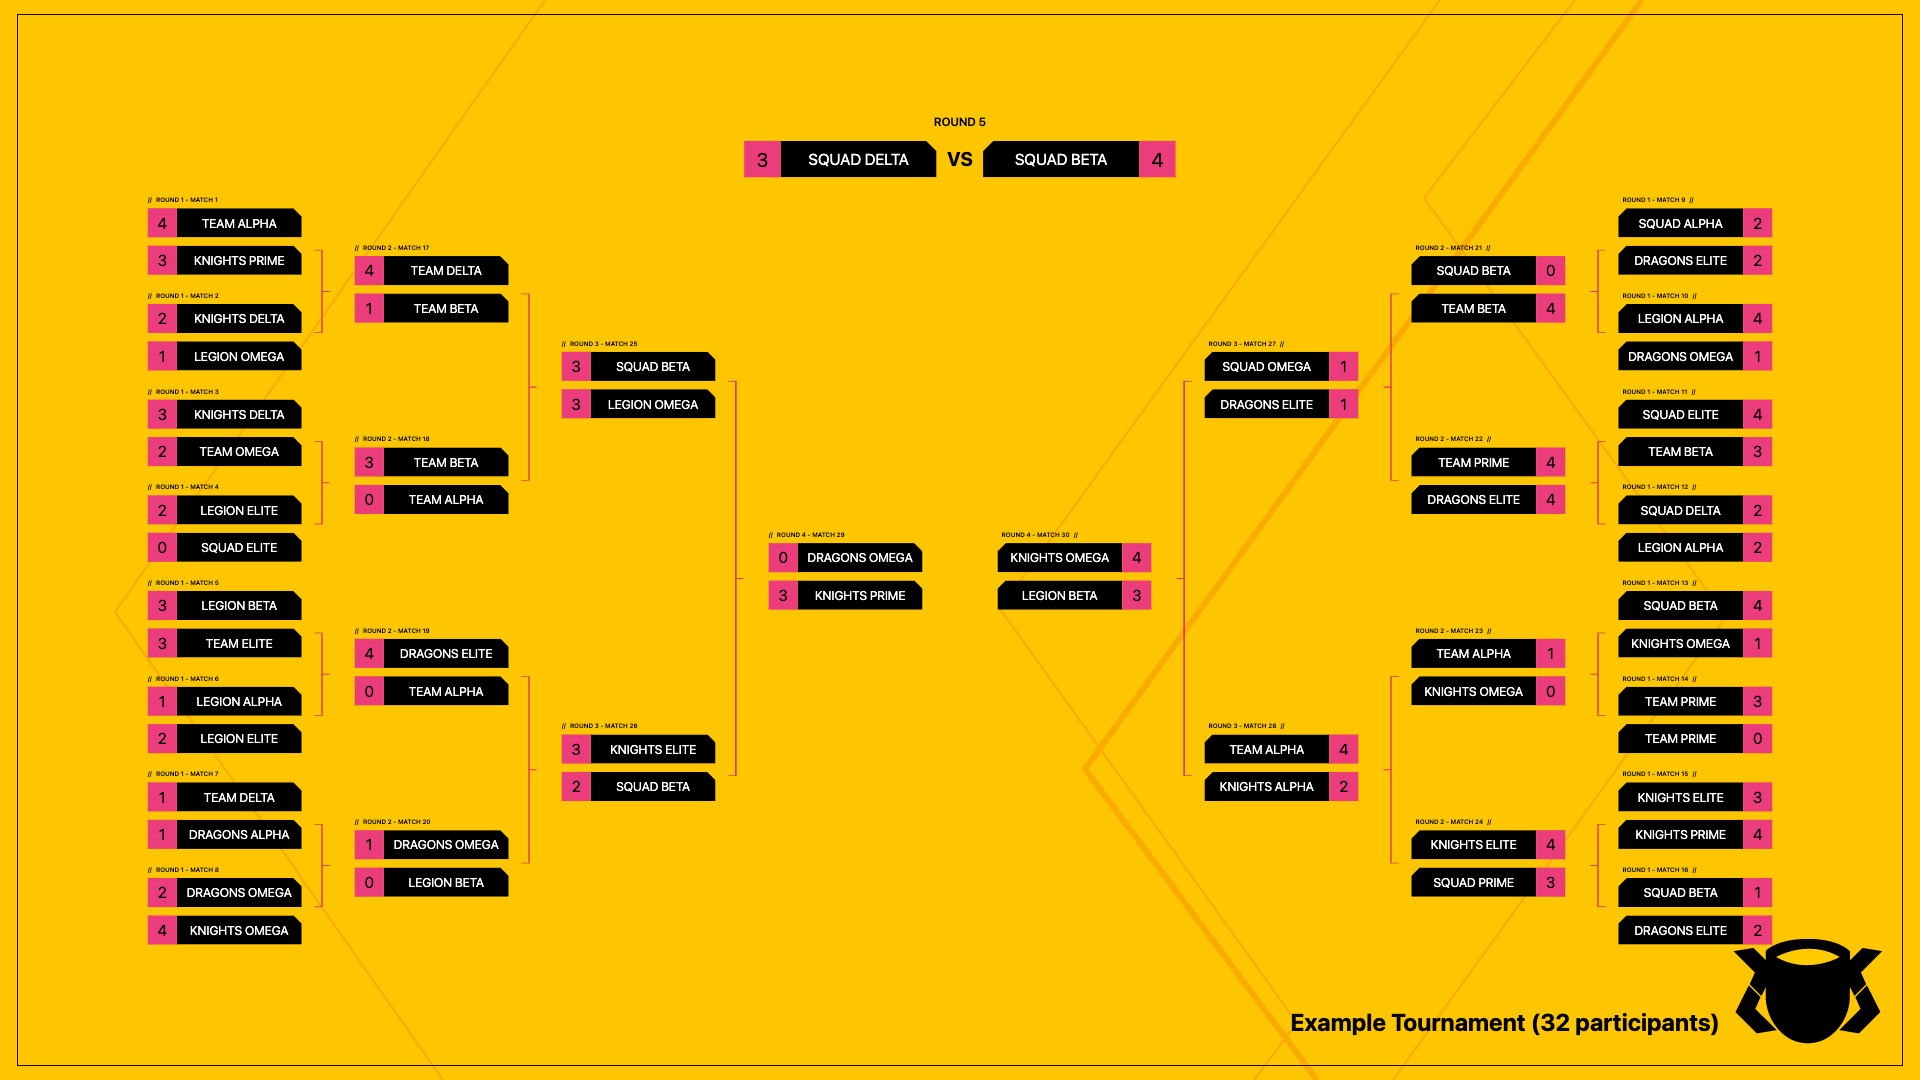 ROUND 5
3 SQUAD DELTA VS SQUAD BETA 4
// ROUND 1 - MATCH 1
4 TEAM ALPHA
3 KNIGHTS PRIME
// ROUND 1 - MATCH 2
2 KNIGHTS DELTA
1 LEGION OMEGA
// ROUND 1 - MATCH 3
3 KNIGHTS DELTA
2 TEAM OMEGA
// ROUND 1 - MATCH 4
2 LEGION ELITE
0 SQUAD ELITE
// ROUND 1 - MATCH 5
3 LEGION BETA
3 TEAM ELITE
// ROUND 1 - MATCH 6
1 LEGION ALPHA
2 LEGION ELITE
// ROUND 1 - MATCH 7
1 TEAM DELTA
1 DRAGONS ALPHA
// ROUND 1 - MATCH 8
2 DRAGONS OMEGA
4 KNIGHTS OMEGA
// ROUND 2 - MATCH 17
4 TEAM DELTA
1 TEAM BETA
// ROUND 2 - MATCH 18
3 TEAM BETA
0 TEAM ALPHA
// ROUND 2 - MATCH 19
4 DRAGONS ELITE
0 TEAM ALPHA
// ROUND 2 - MATCH 20
1 DRAGONS OMEGA
0 LEGION BETA
// ROUND 3 - MATCH 25
3 SQUAD BETA
3 LEGION OMEGA
// ROUND 3 - MATCH 26
3 KNIGHTS ELITE
2 SQUAD BETA
// ROUND 4 - MATCH 29
0 DRAGONS OMEGA
3 KNIGHTS PRIME
ROUND 4 - MATCH 30 //
KNIGHTS OMEGA 4
LEGION BETA 3
ROUND 3 - MATCH 27 //
SQUAD OMEGA 1
DRAGONS ELITE 1
ROUND 3 - MATCH 28 //
TEAM ALPHA 4
KNIGHTS ALPHA 2
ROUND 2 - MATCH 21 //
SQUAD BETA 0
TEAM BETA 4
ROUND 2 - MATCH 22 //
TEAM PRIME 4
DRAGONS ELITE 4
ROUND 2 - MATCH 23 //
TEAM ALPHA 1
KNIGHTS OMEGA 0
ROUND 2 - MATCH 24 //
KNIGHTS ELITE 4
SQUAD PRIME 3
ROUND 1 - MATCH 9 //
SQUAD ALPHA 2
DRAGONS ELITE 2
ROUND 1 - MATCH 10 //
LEGION ALPHA 4
DRAGONS OMEGA 1
ROUND 1 - MATCH 11 //
SQUAD ELITE 4
TEAM BETA 3
ROUND 1 - MATCH 12 //
SQUAD DELTA 2
LEGION ALPHA 2
ROUND 1 - MATCH 13 //
SQUAD BETA 4
KNIGHTS OMEGA 1
ROUND 1 - MATCH 14 //
TEAM PRIME 3
TEAM PRIME 0
ROUND 1 - MATCH 15 //
KNIGHTS ELITE 3
KNIGHTS PRIME 4
ROUND 1 - MATCH 16 //
SQUAD BETA 1
DRAGONS ELITE 2
Example Tournament (32 participants)